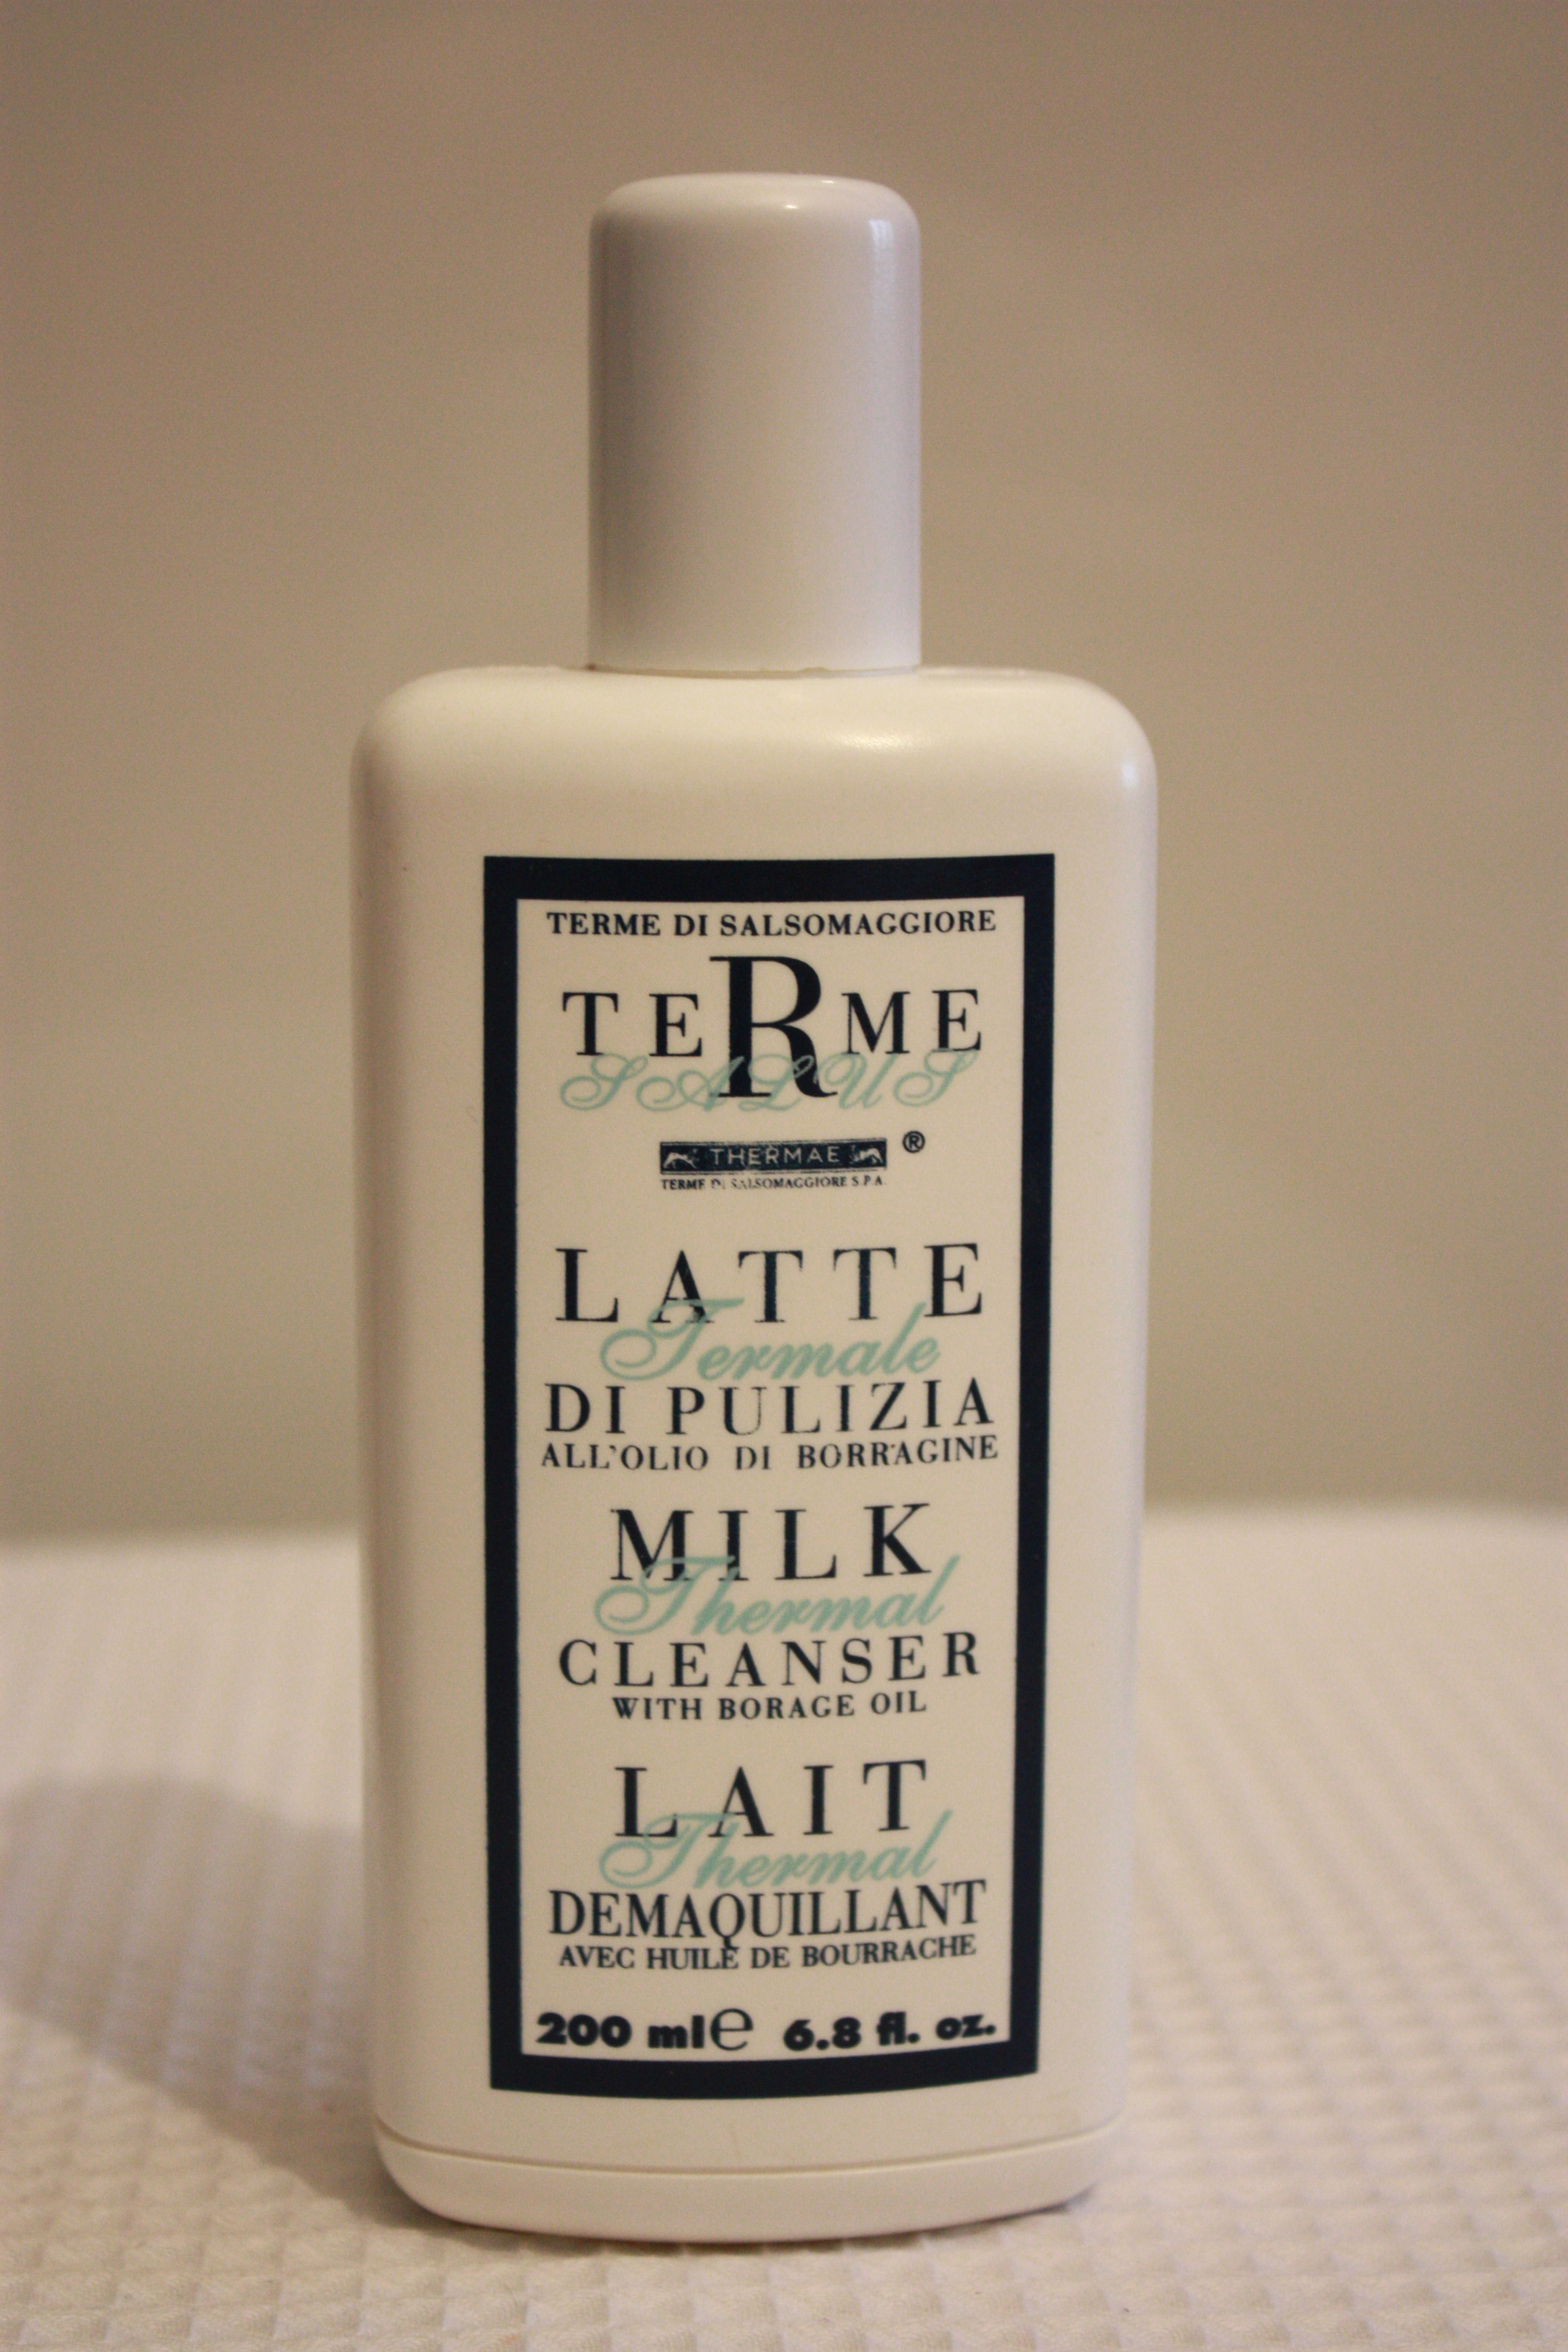 TERME DI SALSOMAGGIORE
TERME
SALUS
THERMAE ®
TERME DI SALSOMAGGIORE S.P.A.
LATTE
Termale
DI PULIZIA
ALL'OLIO DI BORRAGINE
MILK
Thermal
CLEANSER
WITH BORAGE OIL
LAIT
Thermal
DEMAQUILLANT
AVEC HUILE DE BOURRACHE
200 ml℮ 6.8 fl. oz.